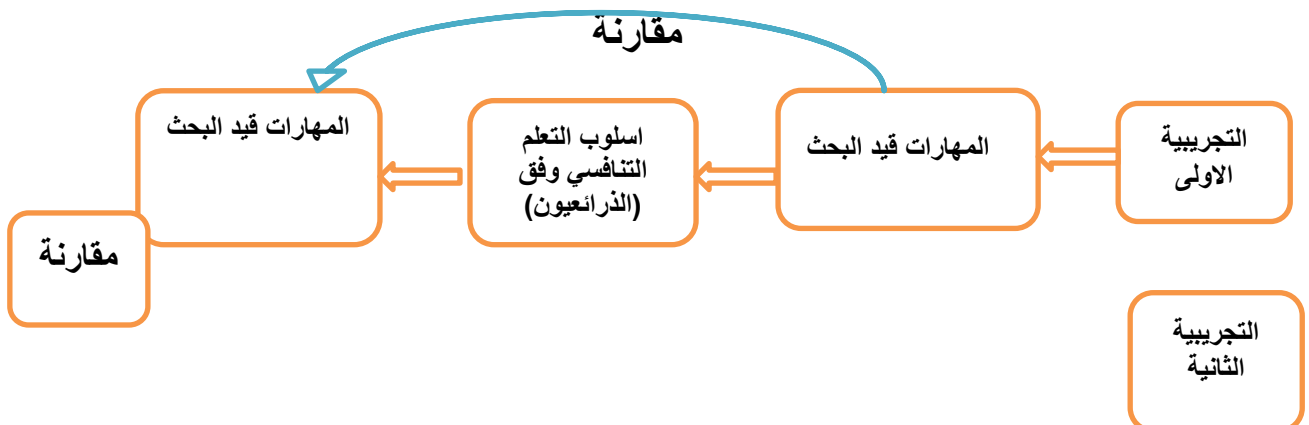 مقارنة
التجريبية
الاولى
المهارات قيد البحث
اسلوب التعلم
التنافسي وفق
(الذرائعيون)
المهارات قيد البحث
مقارنة
التجريبية
الثانية